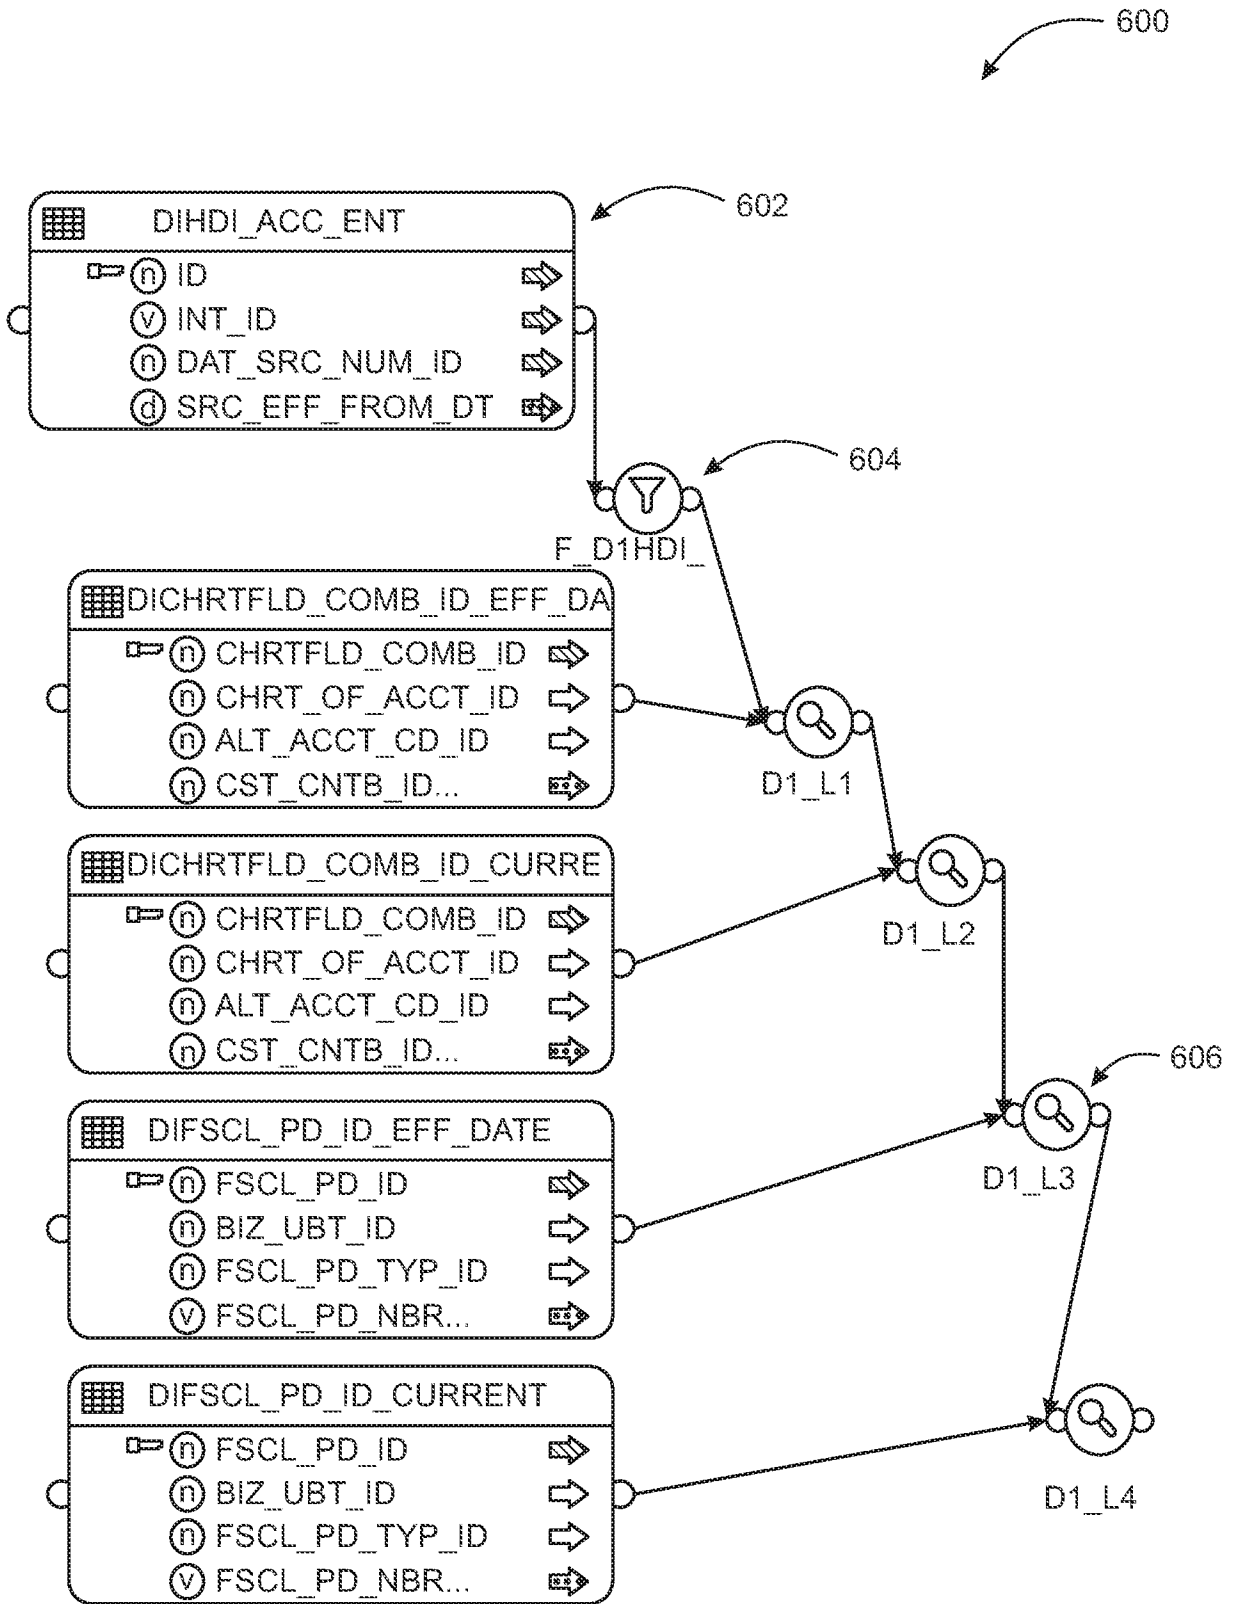 600
602
DIHDI_ACC_ENT
n ID
v INT_ID
n DAT_SRC_NUM_ID
d SRC_EFF_FROM_DT
604
F_D1HDI_
DICHRTFLD_COMB_ID_EFF_DA
n CHRTFLD_COMB_ID
n CHRT_OF_ACCT_ID
n ALT_ACCT_CD_ID
n CST_CNTB_ID...
D1_L1
DICHRTFLD_COMB_ID_CURRE
n CHRTFLD_COMB_ID
n CHRT_OF_ACCT_ID
n ALT_ACCT_CD_ID
n CST_CNTB_ID...
D1_L2
606
DIFSCL_PD_ID_EFF_DATE
n FSCL_PD_ID
n BIZ_UBT_ID
n FSCL_PD_TYP_ID
v FSCL_PD_NBR...
D1_L3
DIFSCL_PD_ID_CURRENT
n FSCL_PD_ID
n BIZ_UBT_ID
n FSCL_PD_TYP_ID
v FSCL_PD_NBR...
D1_L4